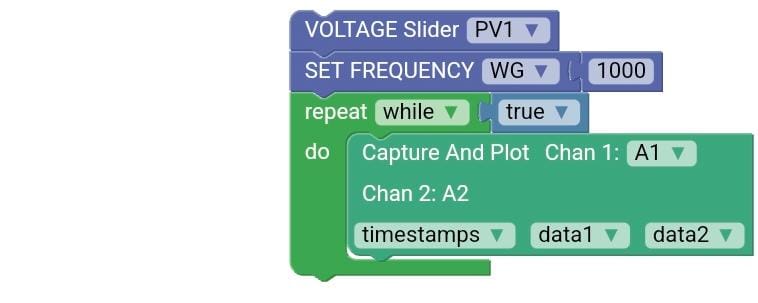 VOLTAGE Slider PV1 ▼
SET FREQUENCY WG ▼ 1000
repeat while ▼ true ▼
do Capture And Plot Chan 1: A1 ▼
Chan 2: A2
timestamps ▼ data1 ▼ data2 ▼